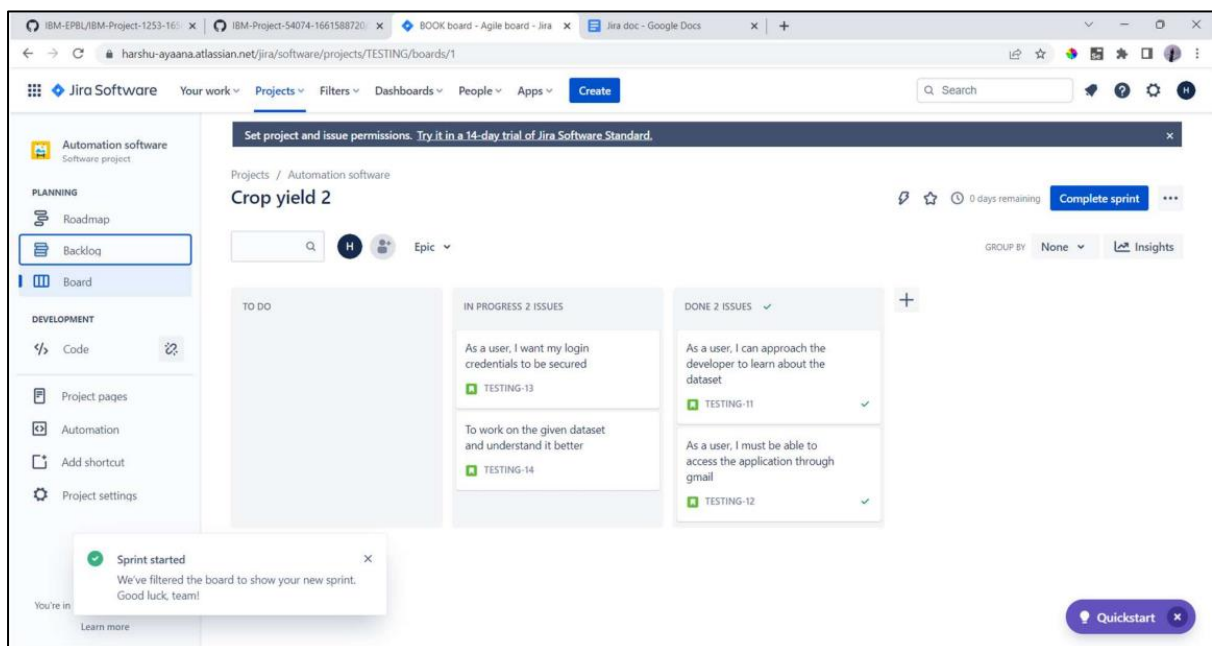 IBM-EPBL/IBM-Project-1253-165
IBM-Project-54074-1661588720
BOOK board - Agile board - Jira
Jira doc - Google Docs
harshu-ayaana.atlassian.net/jira/software/projects/TESTING/boards/1
Jira Software Your work Projects Filters Dashboards People Apps Create Search H
Automation software
Software project
PLANNING
Roadmap
Backlog
Board
DEVELOPMENT
Code
Project pages
Automation
Add shortcut
Project settings
You're in
Learn more
Set project and issue permissions. Try it in a 14-day trial of Jira Software Standard.
Projects / Automation software
Crop yield 2
0 days remaining Complete sprint
H Epic GROUP BY None Insights
TO DO
IN PROGRESS 2 ISSUES
As a user, I want my login
credentials to be secured
TESTING-13
To work on the given dataset
and understand it better
TESTING-14
DONE 2 ISSUES
As a user, I can approach the
developer to learn about the
dataset
TESTING-11
As a user, I must be able to
access the application through
gmail
TESTING-12
Sprint started
We've filtered the board to show your new sprint.
Good luck, team!
Quickstart